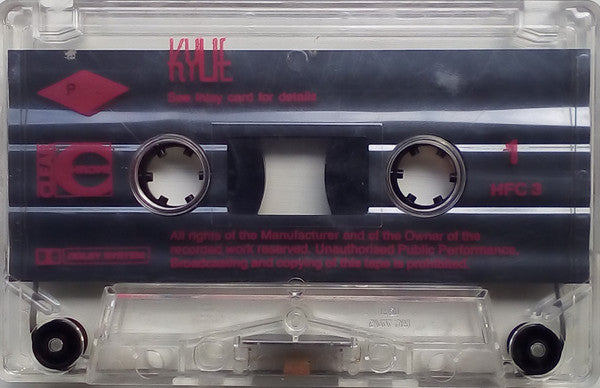 KYLIE
P
See inlay card for details
STEREO
1
HFC 3
All rights of the Manufacturer and of the Owner of the
recorded work reserved. Unauthorised Public Performance,
Broadcasting and copying of this tape is prohibited
DOLBY SYSTEM